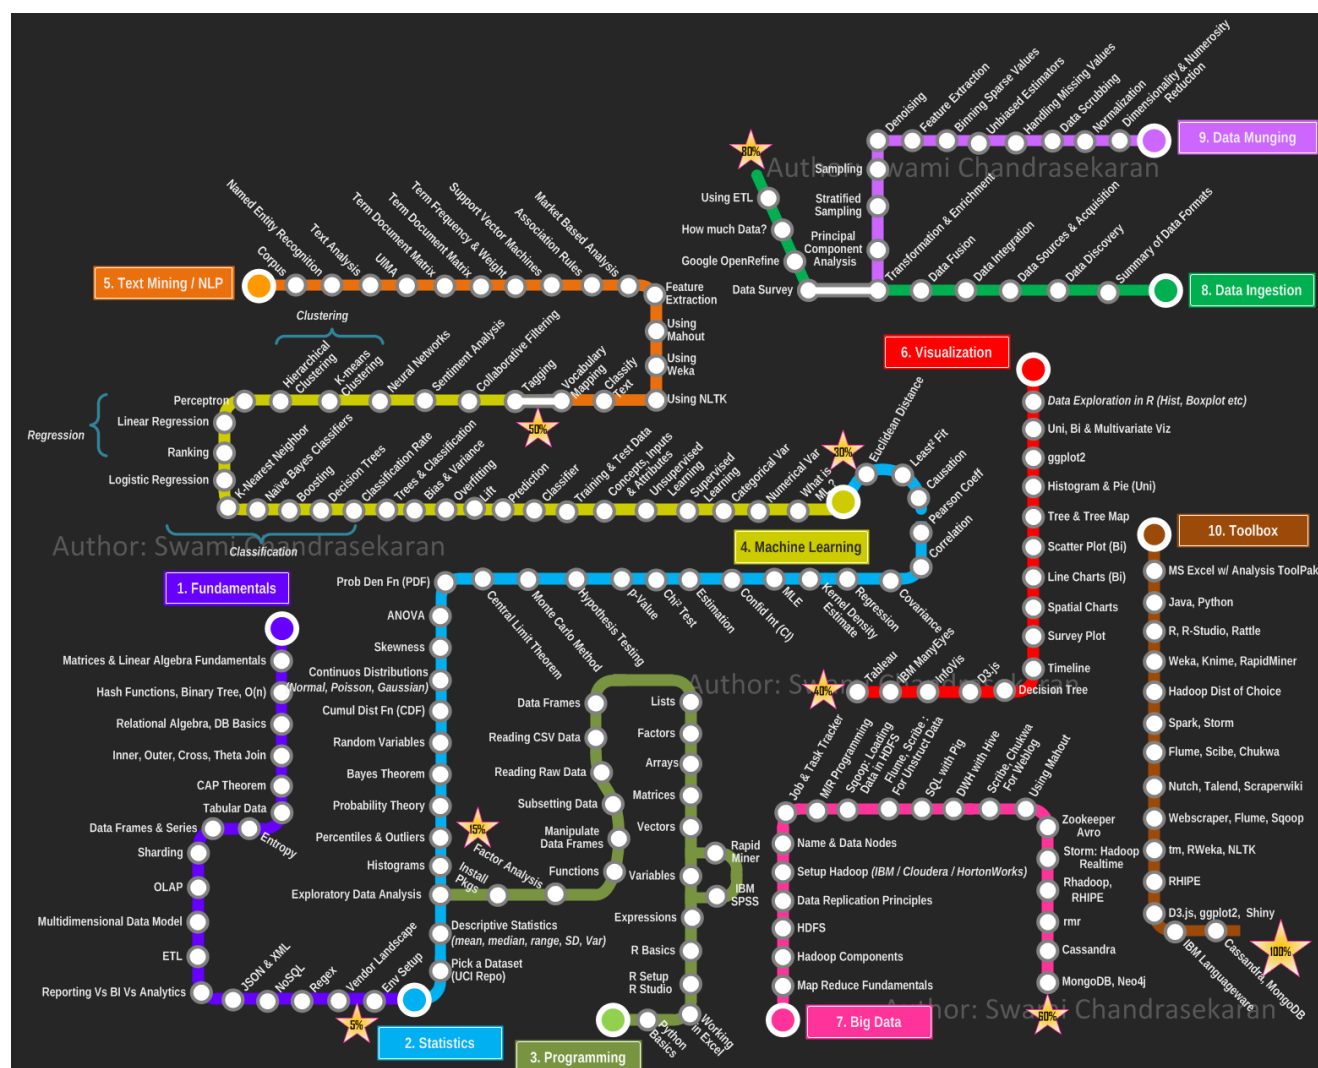 Author: Swami Chandrasekaran
9. Data Munging
Denoising
Feature Extraction
Binning Sparse Values
Unbiased Estimators
Handling Missing Values
Data Scrubbing
Normalization
Dimensionality & Numerosity
Reduction
Sampling
Stratified
Sampling
Principal
Component
Analysis
80%
Using ETL
How much Data?
Google OpenRefine
Data Survey
Transformation & Enrichment
Data Fusion
Data Integration
Data Sources & Acquisition
Data Discovery
Summary of Data Formats
8. Data Ingestion
5. Text Mining / NLP
Corpus
Named Entity Recognition
Text Analysis
UIMA
Term Document Matrix
Term Document Matrix
Term Frequency & Weight
Support Vector Machines
Association Rules
Market Based Analysis
Feature
Extraction
Using
Mahout
Using
Weka
Using NLTK
Classify
Text
Vocabulary
Mapping
50%
Tagging
Collaborative Filtering
Sentiment Analysis
Neural Networks
K-means
Clustering
Hierarchical
Clustering
Clustering
Perceptron
Linear Regression
Regression
Ranking
Logistic Regression
K-Nearest Neighbor
Naïve Bayes Classifiers
Boosting
Decision Trees
Classification Rate
Trees & Classification
Bias & Variance
Overfitting
Lift
Prediction
Classifier
Training & Test Data
Concepts, Inputs
& Attributes
Unsupervised
Learning
Supervised
Learning
Categorical Var
Numerical Var
What is
ML?
Classification
Author: Swami Chandrasekaran
4. Machine Learning
30%
Euclidean Distance
Least² Fit
Causation
Pearson Coeff
Correlation
Covariance
Regression
Kernel Density
Estimate
MLE
Confid Int (CI)
Estimation
Chi² Test
p-Value
Hypothesis Testing
Monte Carlo Method
Central Limit Theorem
Prob Den Fn (PDF)
ANOVA
Skewness
Continuos Distributions
(Normal, Poisson, Gaussian)
Cumul Dist Fn (CDF)
Random Variables
Bayes Theorem
Probability Theory
Percentiles & Outliers
Histograms
Exploratory Data Analysis
Descriptive Statistics
(mean, median, range, SD, Var)
Pick a Dataset
(UCI Repo)
2. Statistics
1. Fundamentals
Matrices & Linear Algebra Fundamentals
Hash Functions, Binary Tree, O(n)
Relational Algebra, DB Basics
Inner, Outer, Cross, Theta Join
CAP Theorem
Tabular Data
Entropy
Data Frames & Series
Sharding
OLAP
Multidimensional Data Model
ETL
Reporting Vs BI Vs Analytics
JSON & XML
NoSQL
Regex
Vendor Landscape
Env Setup
5%
15%
Install
Pkgs
Factor Analysis
Functions
Manipulate
Data Frames
Subsetting Data
Reading Raw Data
Reading CSV Data
Data Frames
Lists
Factors
Arrays
Matrices
Vectors
Variables
Rapid
Miner
IBM
SPSS
Expressions
R Basics
R Setup
R Studio
Working
in Excel
Python
Basics
3. Programming
6. Visualization
Data Exploration in R (Hist, Boxplot etc)
Uni, Bi & Multivariate Viz
ggplot2
Histogram & Pie (Uni)
Tree & Tree Map
Scatter Plot (Bi)
Line Charts (Bi)
Spatial Charts
Survey Plot
Timeline
Decision Tree
D3.js
InfoVis
IBM ManyEyes
Tableau
40%
Author: Swami Chandrasekaran
Job & Task Tracker
M/R Programming
Sqoop: Loading
Data in HDFS
Flume, Scribe :
For Unstruct Data
SQL with Pig
DWH with Hive
Scribe, Chukwa
For Weblog
Using Mahout
Name & Data Nodes
Setup Hadoop (IBM / Cloudera / HortonWorks)
Data Replication Principles
HDFS
Hadoop Components
Map Reduce Fundamentals
7. Big Data
Zookeeper
Avro
Storm: Hadoop
Realtime
Rhadoop,
RHIPE
rmr
Cassandra
MongoDB, Neo4j
60%
Author: Swami Chandrasekaran
10. Toolbox
MS Excel w/ Analysis ToolPak
Java, Python
R, R-Studio, Rattle
Weka, Knime, RapidMiner
Hadoop Dist of Choice
Spark, Storm
Flume, Scibe, Chukwa
Nutch, Talend, Scraperwiki
Webscraper, Flume, Sqoop
tm, RWeka, NLTK
RHIPE
D3.js, ggplot2, Shiny
IBM Languageware
Cassandra, MongoDB
100%